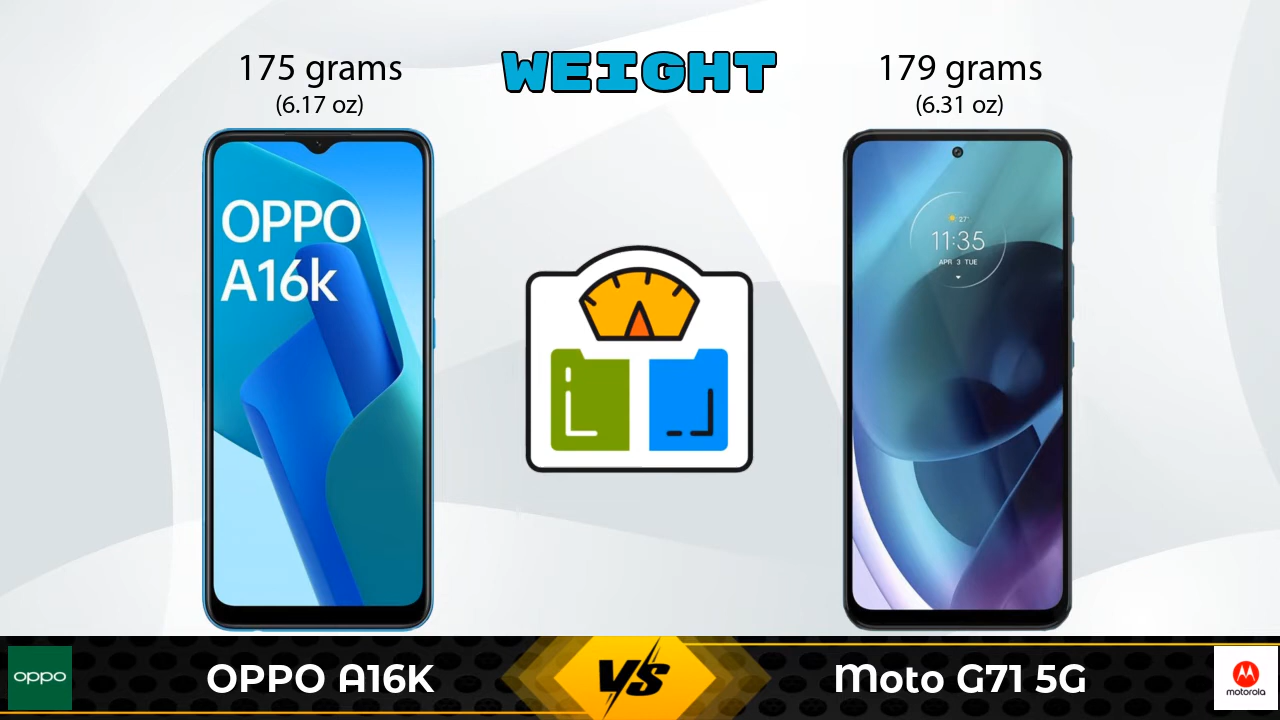 WEIGHT
175 grams
(6.17 oz)
179 grams
(6.31 oz)
OPPO
A16k
27°
11:35
APR 3 TUE
oppo
OPPO A16K
VS
Moto G71 5G
motorola